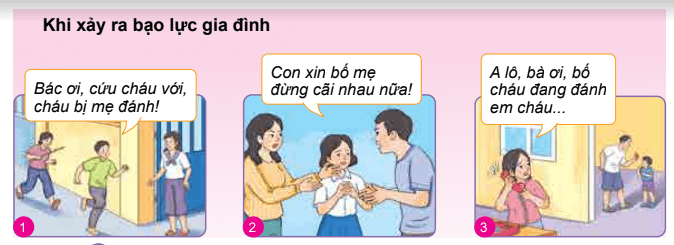 Khi xảy ra bạo lực gia đình
Bác ơi, cứu cháu với,
cháu bị mẹ đánh!
Con xin bố mẹ
đừng cãi nhau nữa!
A lô, bà ơi, bố
cháu đang đánh
em cháu...
1
2
3